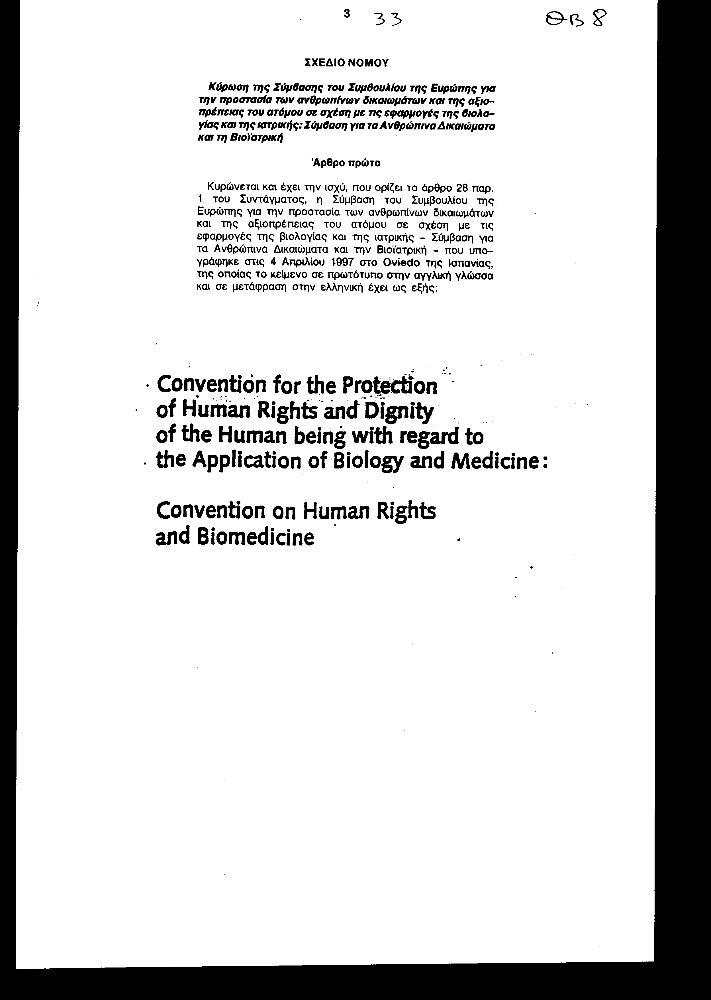 3 33 ΘΒ 8
ΣΧΕΔΙΟ ΝΟΜΟΥ
Κύρωση της Σύμβασης του Συμβουλίου της Ευρώπης για
την προστασία των ανθρωπίνων δικαιωμάτων και της αξιο-
πρέπειας του ατόμου σε σχέση με τις εφαρμογές της βιολο-
γίας και της ιατρικής: Σύμβαση για τα Ανθρώπινα Δικαιώματα
και τη Βιοϊατρική
Άρθρο πρώτο
Κυρώνεται και έχει την ισχύ, που ορίζει το άρθρο 28 παρ.
1 του Συντάγματος, η Σύμβαση του Συμβουλίου της
Ευρώπης για την προστασία των ανθρωπίνων δικαιωμάτων
και της αξιοπρέπειας του ατόμου σε σχέση με τις
εφαρμογές της βιολογίας και της ιατρικής – Σύμβαση για
τα Ανθρώπινα Δικαιώματα και την Βιοϊατρική – που υπο-
γράφηκε στις 4 Απριλίου 1997 στο Oviedo της Ισπανίας,
της οποίας το κείμενο σε πρωτότυπο στην αγγλική γλώσσα
και σε μετάφραση στην ελληνική έχει ως εξής:
Convention for the Protection
of Human Rights and Dignity
of the Human being with regard to
the Application of Biology and Medicine:
Convention on Human Rights
and Biomedicine